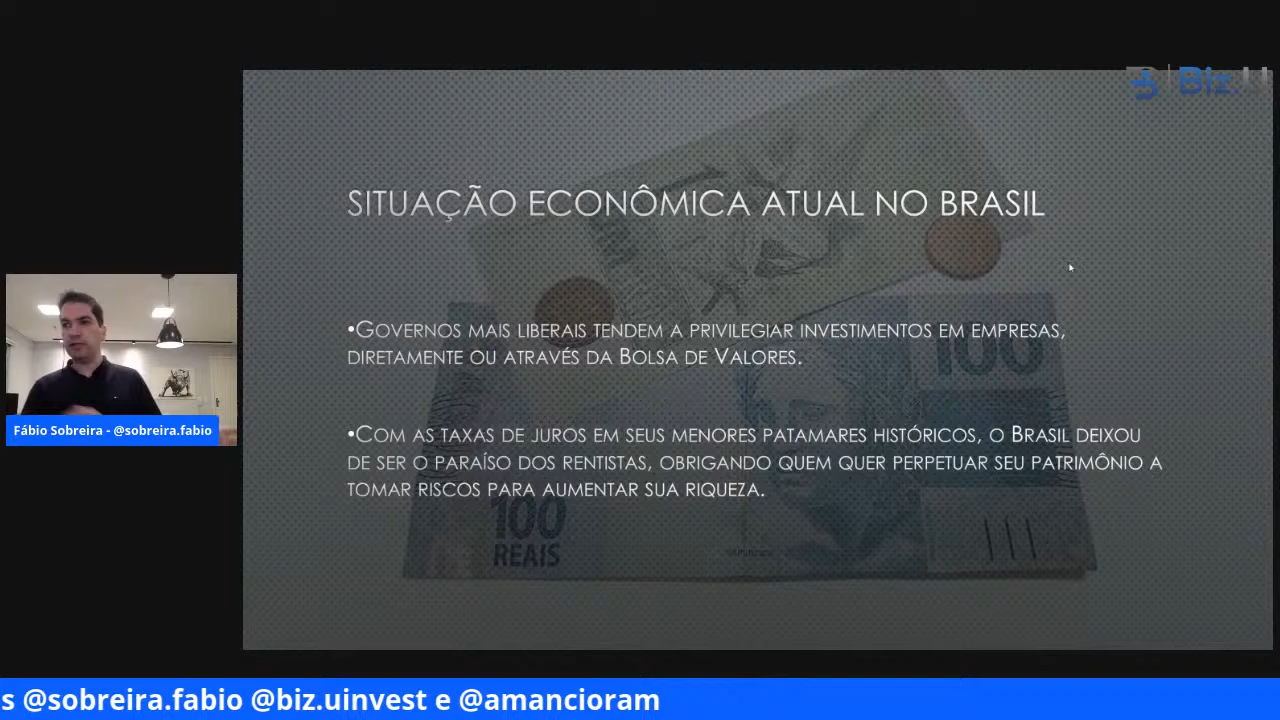 Biz.U
SITUAÇÃO ECONÔMICA ATUAL NO BRASIL
•GOVERNOS MAIS LIBERAIS TENDEM A PRIVILEGIAR INVESTIMENTOS EM EMPRESAS,
DIRETAMENTE OU ATRAVÉS DA BOLSA DE VALORES.
•COM AS TAXAS DE JUROS EM SEUS MENORES PATAMARES HISTÓRICOS, O BRASIL DEIXOU
DE SER O PARAÍSO DOS RENTISTAS, OBRIGANDO QUEM QUER PERPETUAR SEU PATRIMÔNIO A
TOMAR RISCOS PARA AUMENTAR SUA RIQUEZA.
100
100
REAIS
Fábio Sobreira - @sobreira.fabio
s @sobreira.fabio @biz.uinvest e @amancioram